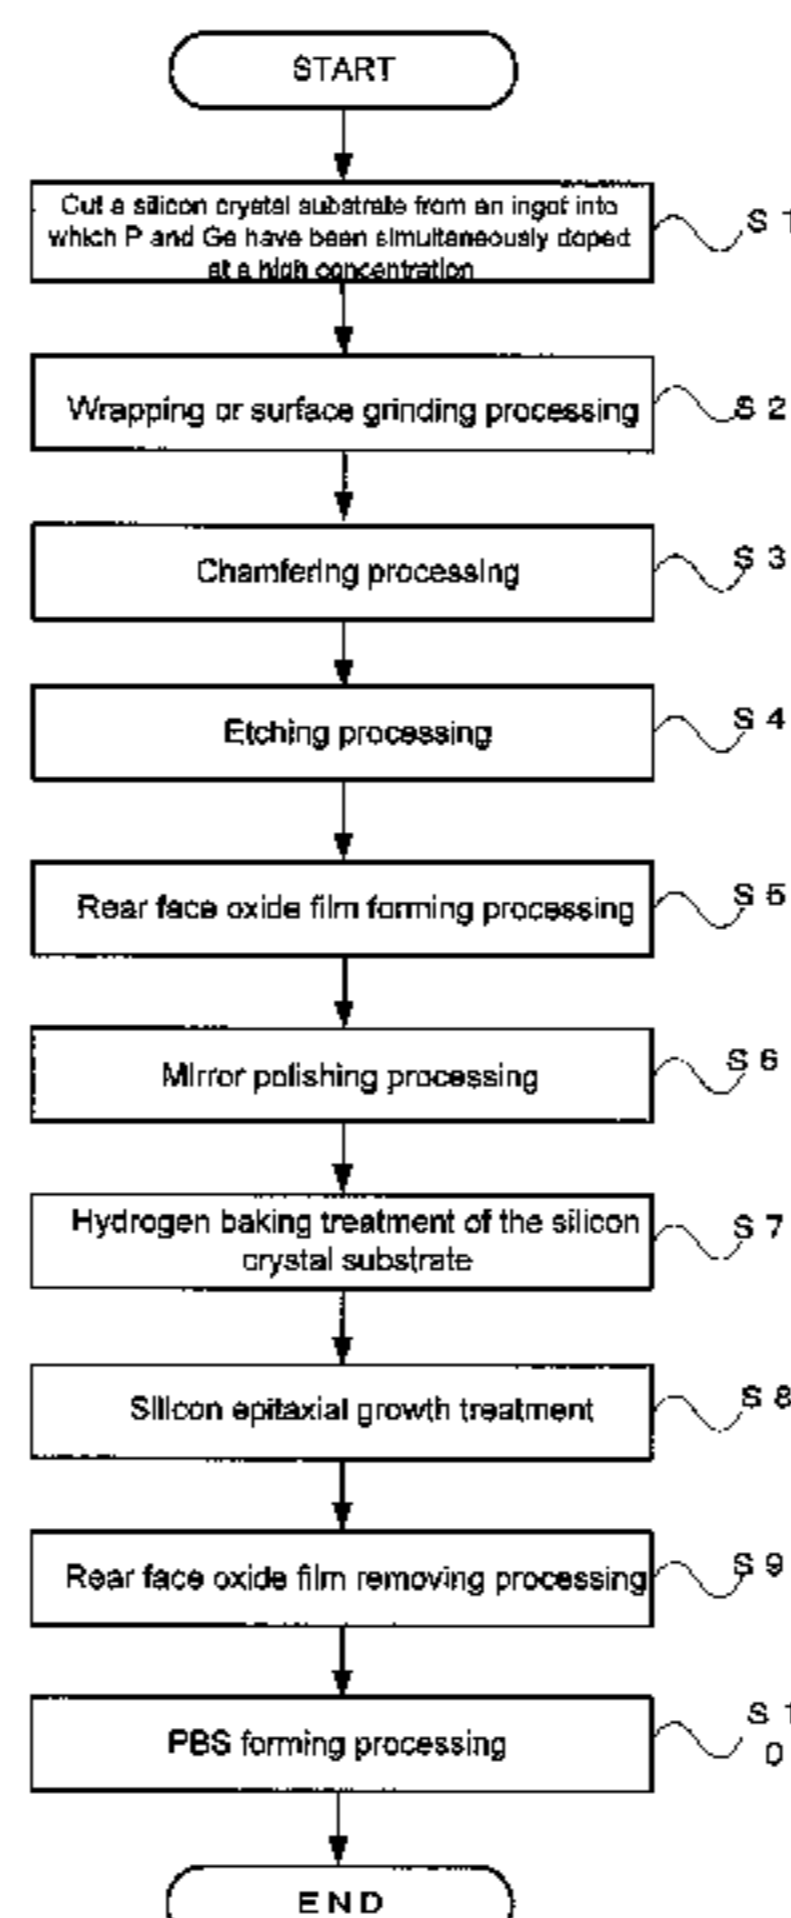 START
Cut a silicon crystal substrate from an ingot into
which P and Ge have been simultaneously doped
at a high concentration
S 1
Wrapping or surface grinding processing
S 2
Chamfering processing
S 3
Etching processing
S 4
Rear face oxide film forming processing
S 5
Mirror polishing processing
S 6
Hydrogen baking treatment of the silicon
crystal substrate
S 7
Silicon epitaxial growth treatment
S 8
Rear face oxide film removing processing
S 9
PBS forming processing
S 1
0
END